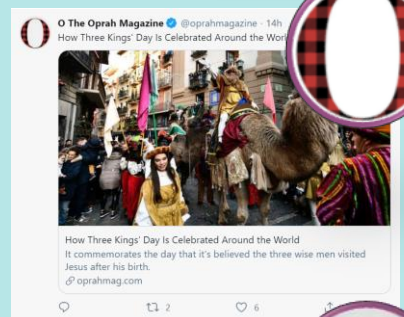 O The Oprah Magazine @oprahmagazine · 14h
How Three Kings' Day Is Celebrated Around the
How Three Kings' Day Is Celebrated Around the World
It commemorates the day that it's believed the three wise men visited
Jesus after his birth.
oprahmag.com
2 6